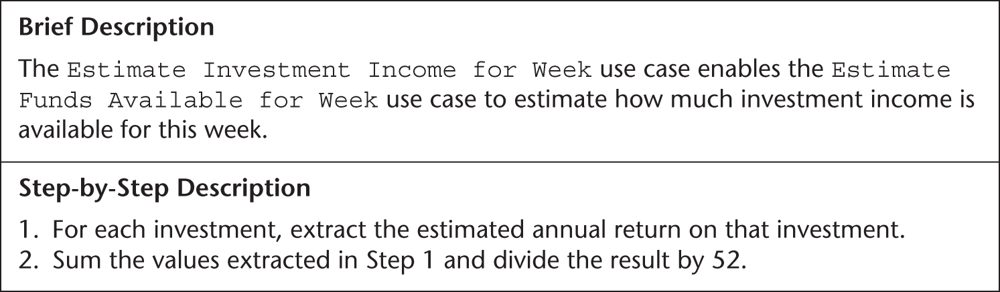 Brief Description
The Estimate Investment Income for Week use case enables the Estimate
Funds Available for Week use case to estimate how much investment income is
available for this week.
Step-by-Step Description
1. For each investment, extract the estimated annual return on that investment.
2. Sum the values extracted in Step 1 and divide the result by 52.